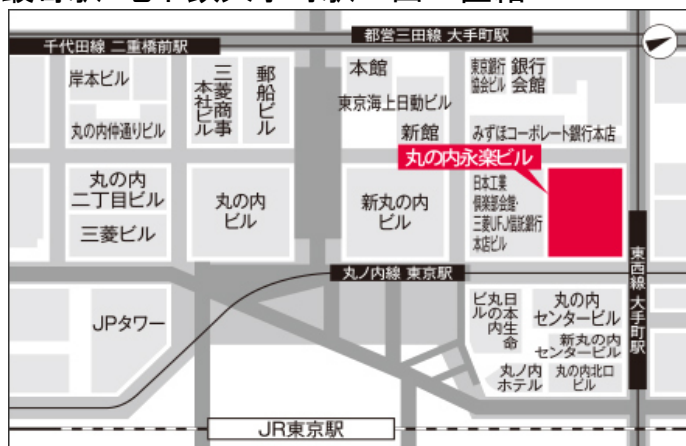 千代田線 二重橋前駅
都営三田線 大手町駅
岸本ビル
丸の内仲通りビル
三菱商事
本社ビル
郵船ビル
本館
東京海上日動ビル
新館
東京銀行
協会ビル
銀行
会館
みずほコーポレート銀行本店
丸の内永楽ビル
丸の内
二丁目ビル
三菱ビル
丸の内
ビル
新丸の内
ビル
日本工業
倶楽部会館・
三菱UFJ信託銀行
本店ビル
東西線 大手町駅
丸ノ内線 東京駅
JPタワー
日本生命
丸の内
ビル
丸の内
センタービル
新丸の内
センタービル
丸ノ内
ホテル
丸の内北口
ビル
JR東京駅